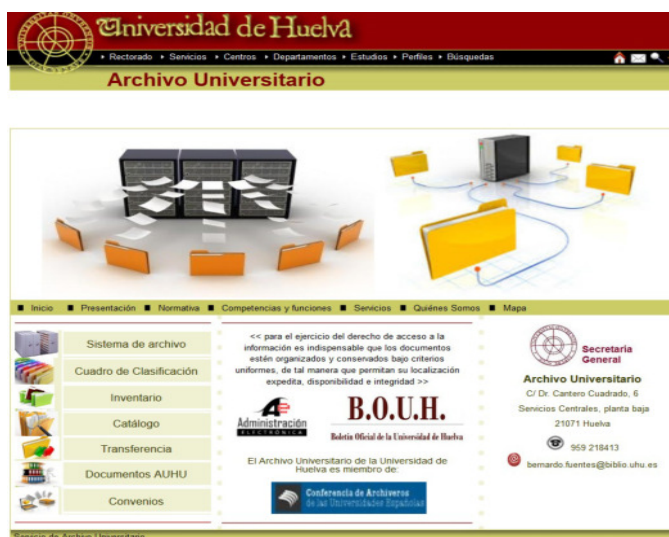 Universidad de Huelva
Rectorado Servicios Centros Departamentos Estudios Perfiles Búsquedas
Archivo Universitario
Inicio Presentación Normativa Competencias y funciones Servicios Quiénes Somos Mapa
Sistema de archivo
Cuadro de Clasificación
Inventario
Catálogo
Transferencia
Documentos AUHU
Convenios
<< para el ejercicio del derecho de acceso a la
información es indispensable que los documentos
estén organizados y conservados bajo criterios
uniformes, de tal manera que permitan su localización
expedita, disponibilidad e integridad >>
Administración
ELECTRÓNICA
B.O.U.H.
Boletín Oficial de la Universidad de Huelva
El Archivo Universitario de la Universidad de
Huelva es miembro de:
Conferencia de Archiveros
de las Universidades Españolas
Secretaria
General
Archivo Universitario
C/ Dr. Cantero Cuadrado, 6
Servicios Centrales, planta baja
21071 Huelva
959 218413
bernardo.fuentes@biblio.uhu.es
Servicio de Archivo Universitario